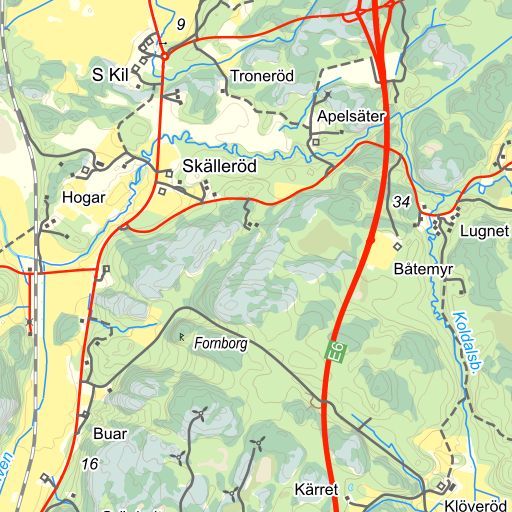 9
S Kil
Troneröd
Apelsäter
Skälleröd
Hogar
34
Lugnet
Båtemyr
Koldalsb.
Fornborg
E6
Buar
16
Kärret
Klöveröd